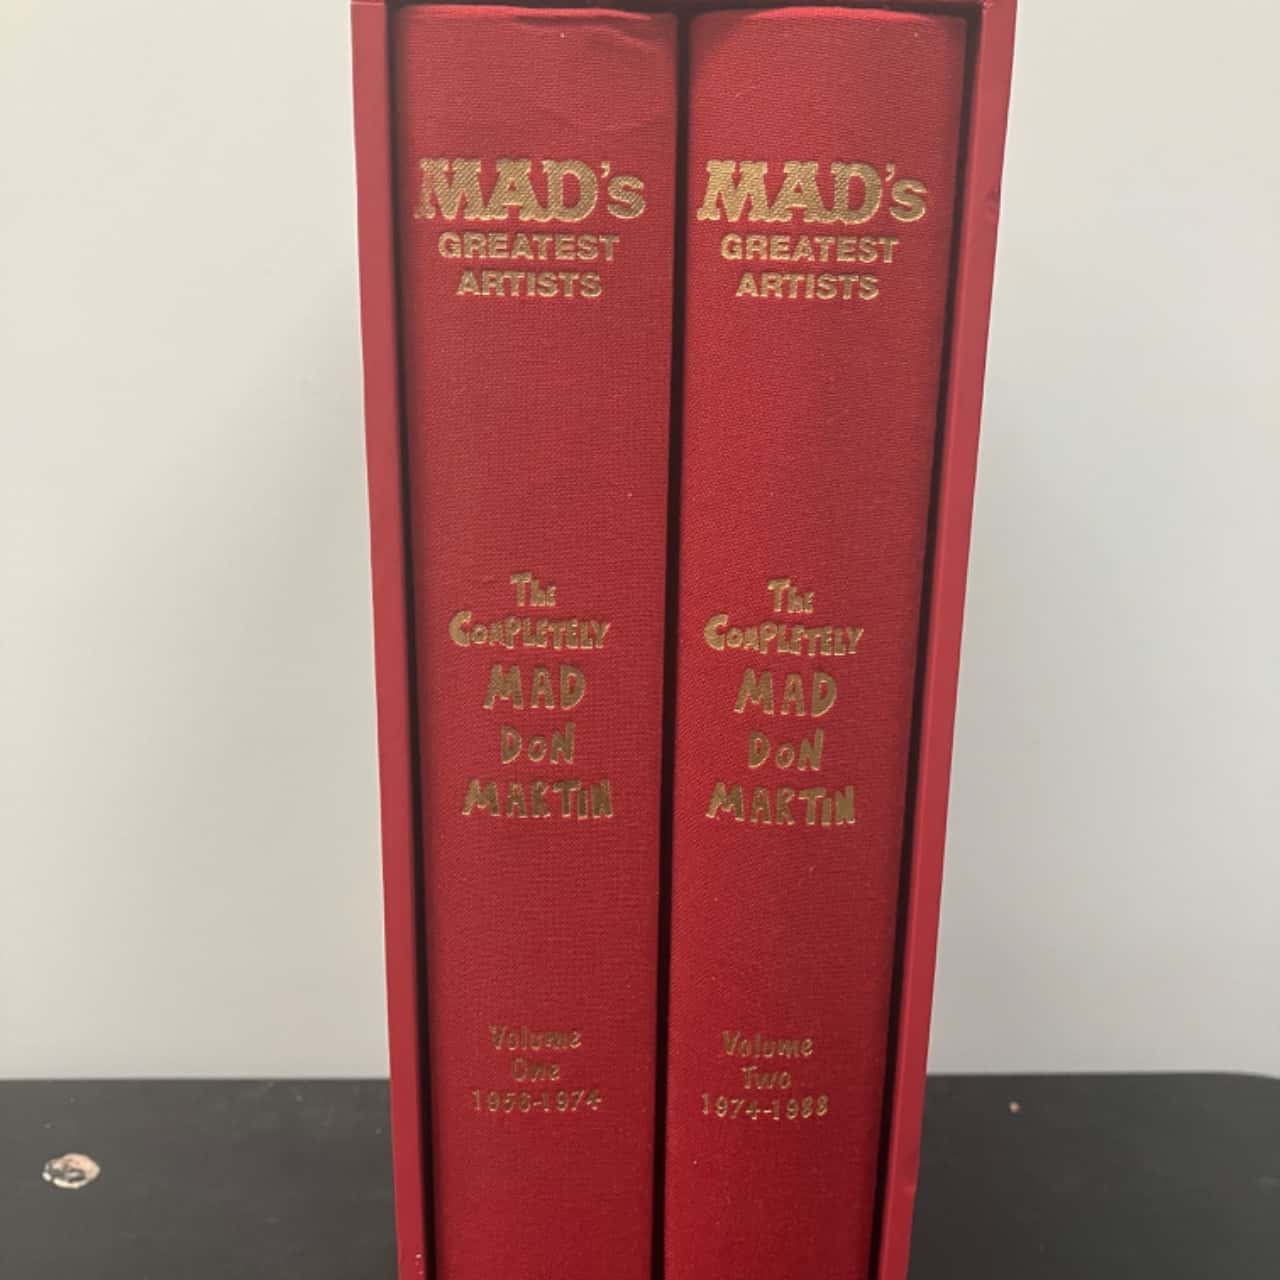 MAD's
GREATEST
ARTISTS
The
COMPLETELY
MAD
DON
MARTIN
Volume
One
1956-1974
MAD's
GREATEST
ARTISTS
The
COMPLETELY
MAD
DON
MARTIN
Volume
Two
1974-1988